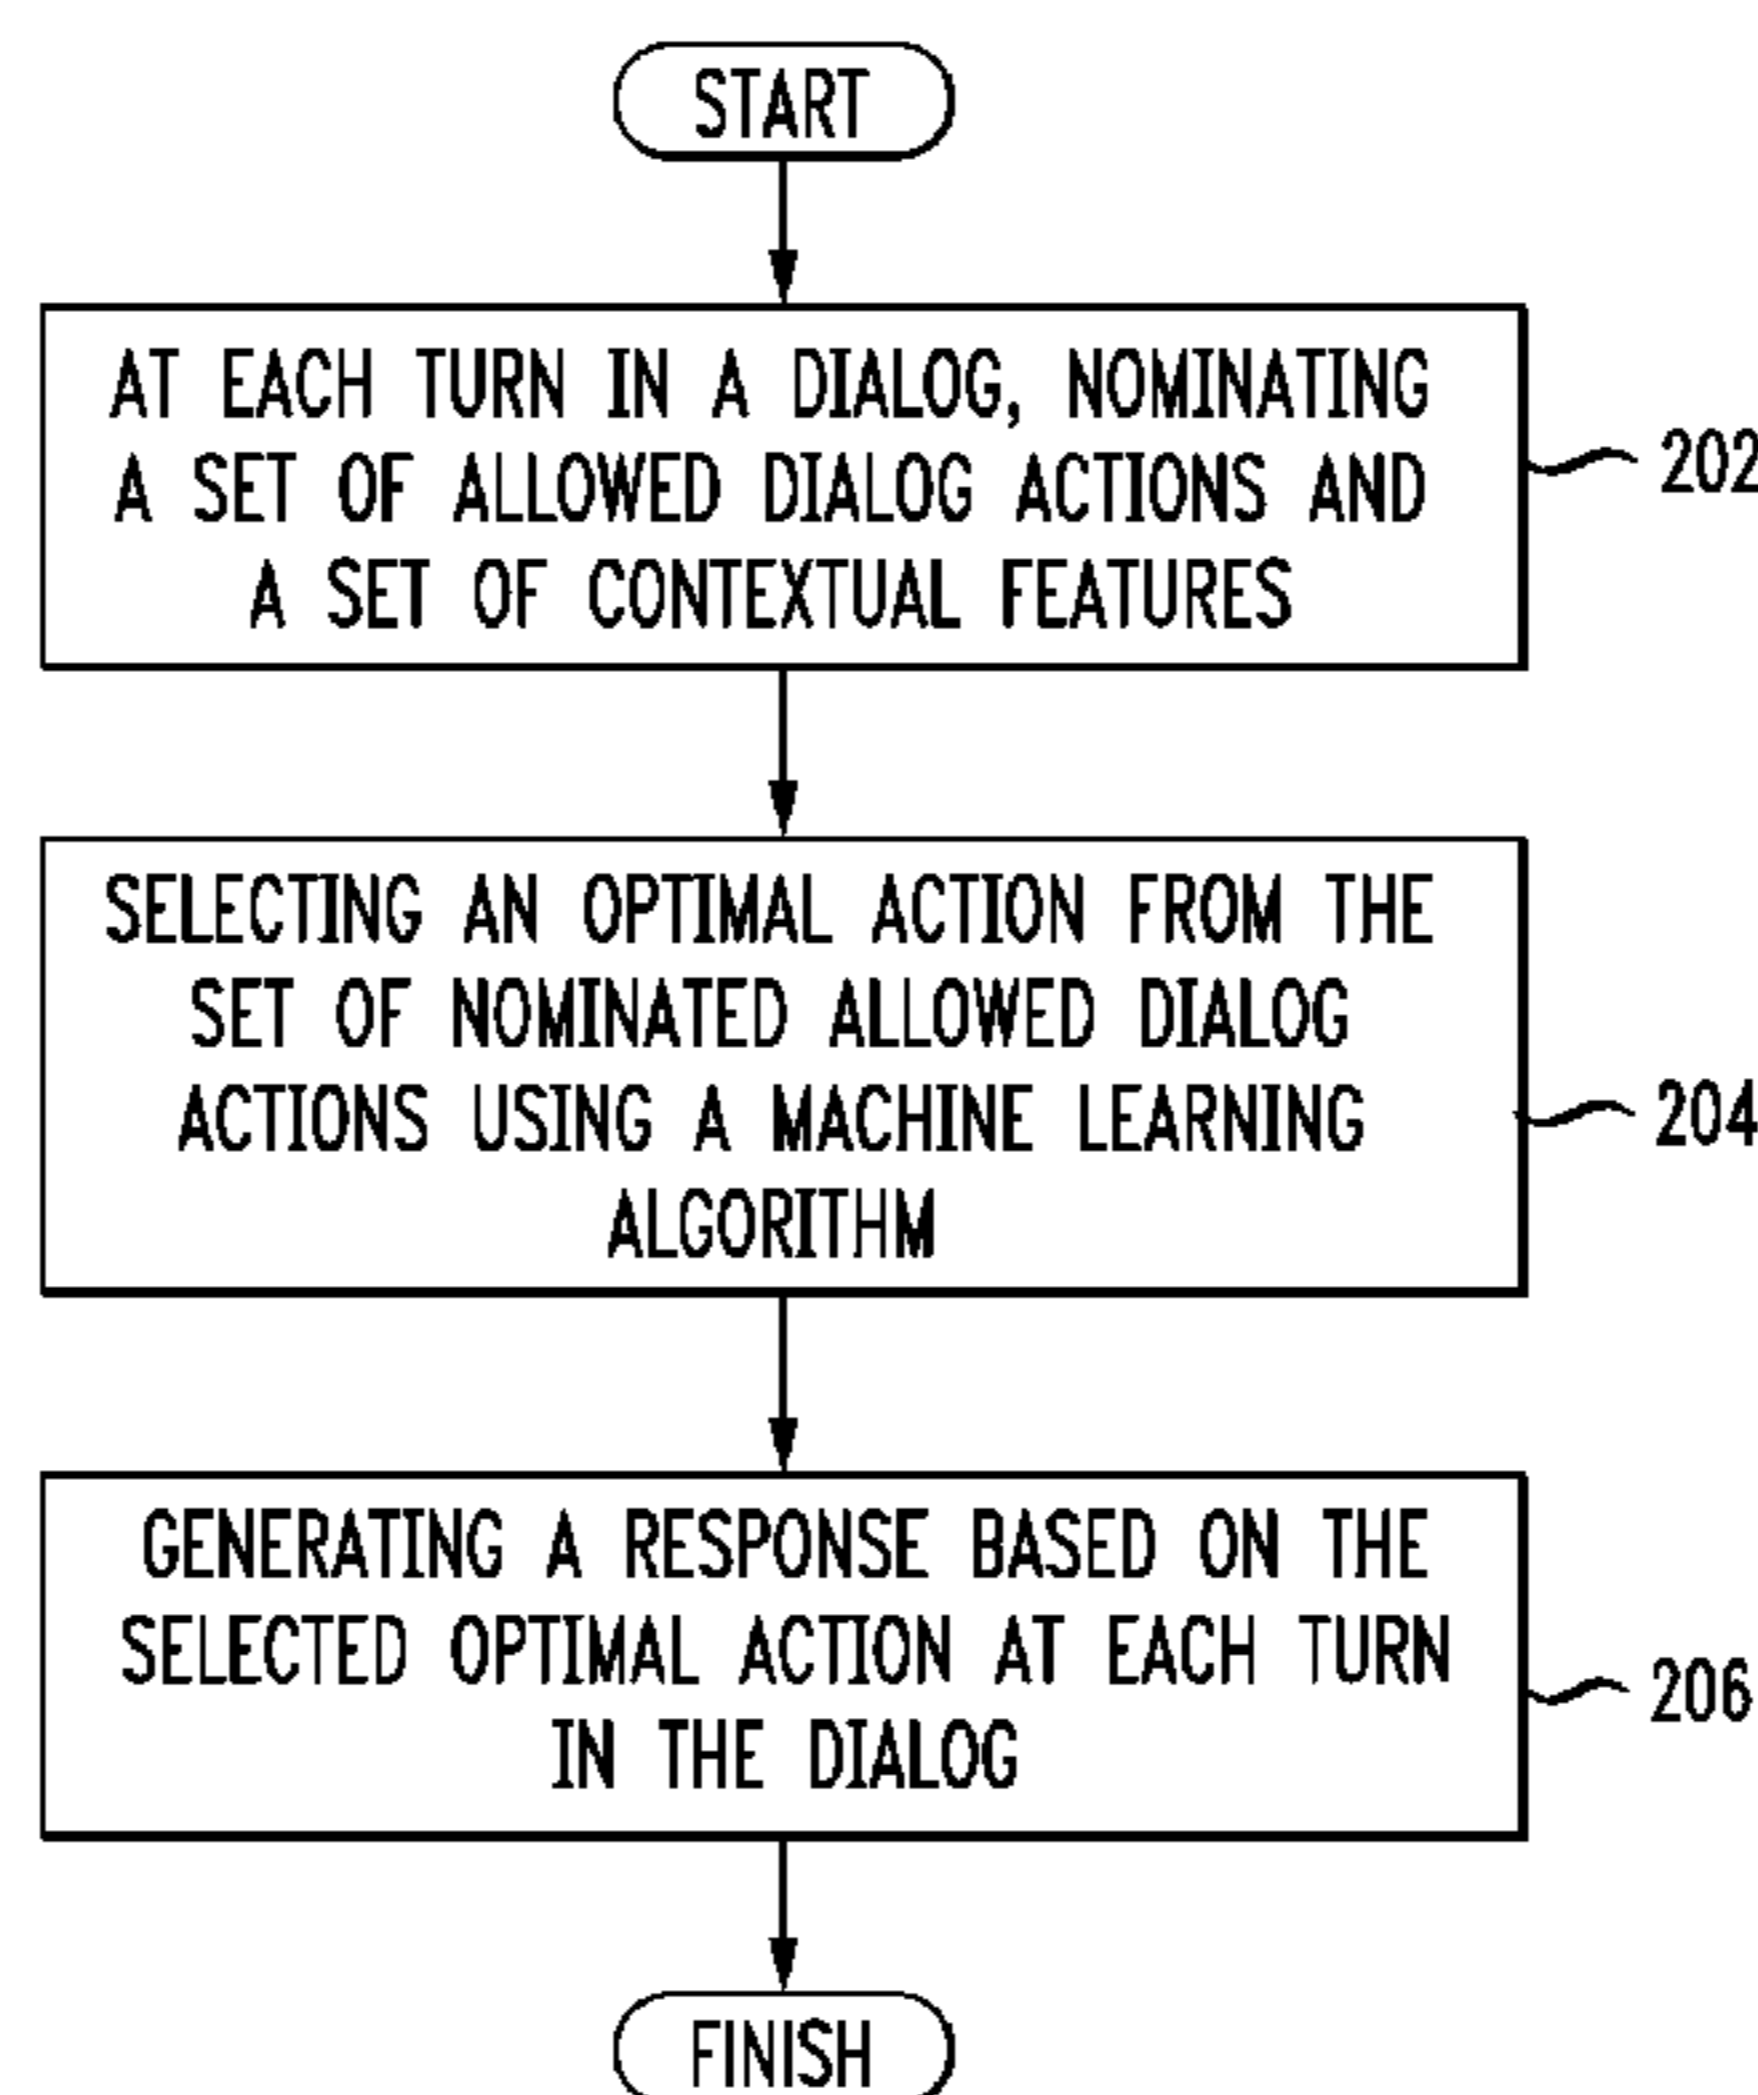 START
AT EACH TURN IN A DIALOG, NOMINATING
A SET OF ALLOWED DIALOG ACTIONS AND
A SET OF CONTEXTUAL FEATURES
202
SELECTING AN OPTIMAL ACTION FROM THE
SET OF NOMINATED ALLOWED DIALOG
ACTIONS USING A MACHINE LEARNING
ALGORITHM
204
GENERATING A RESPONSE BASED ON THE
SELECTED OPTIMAL ACTION AT EACH TURN
IN THE DIALOG
206
FINISH